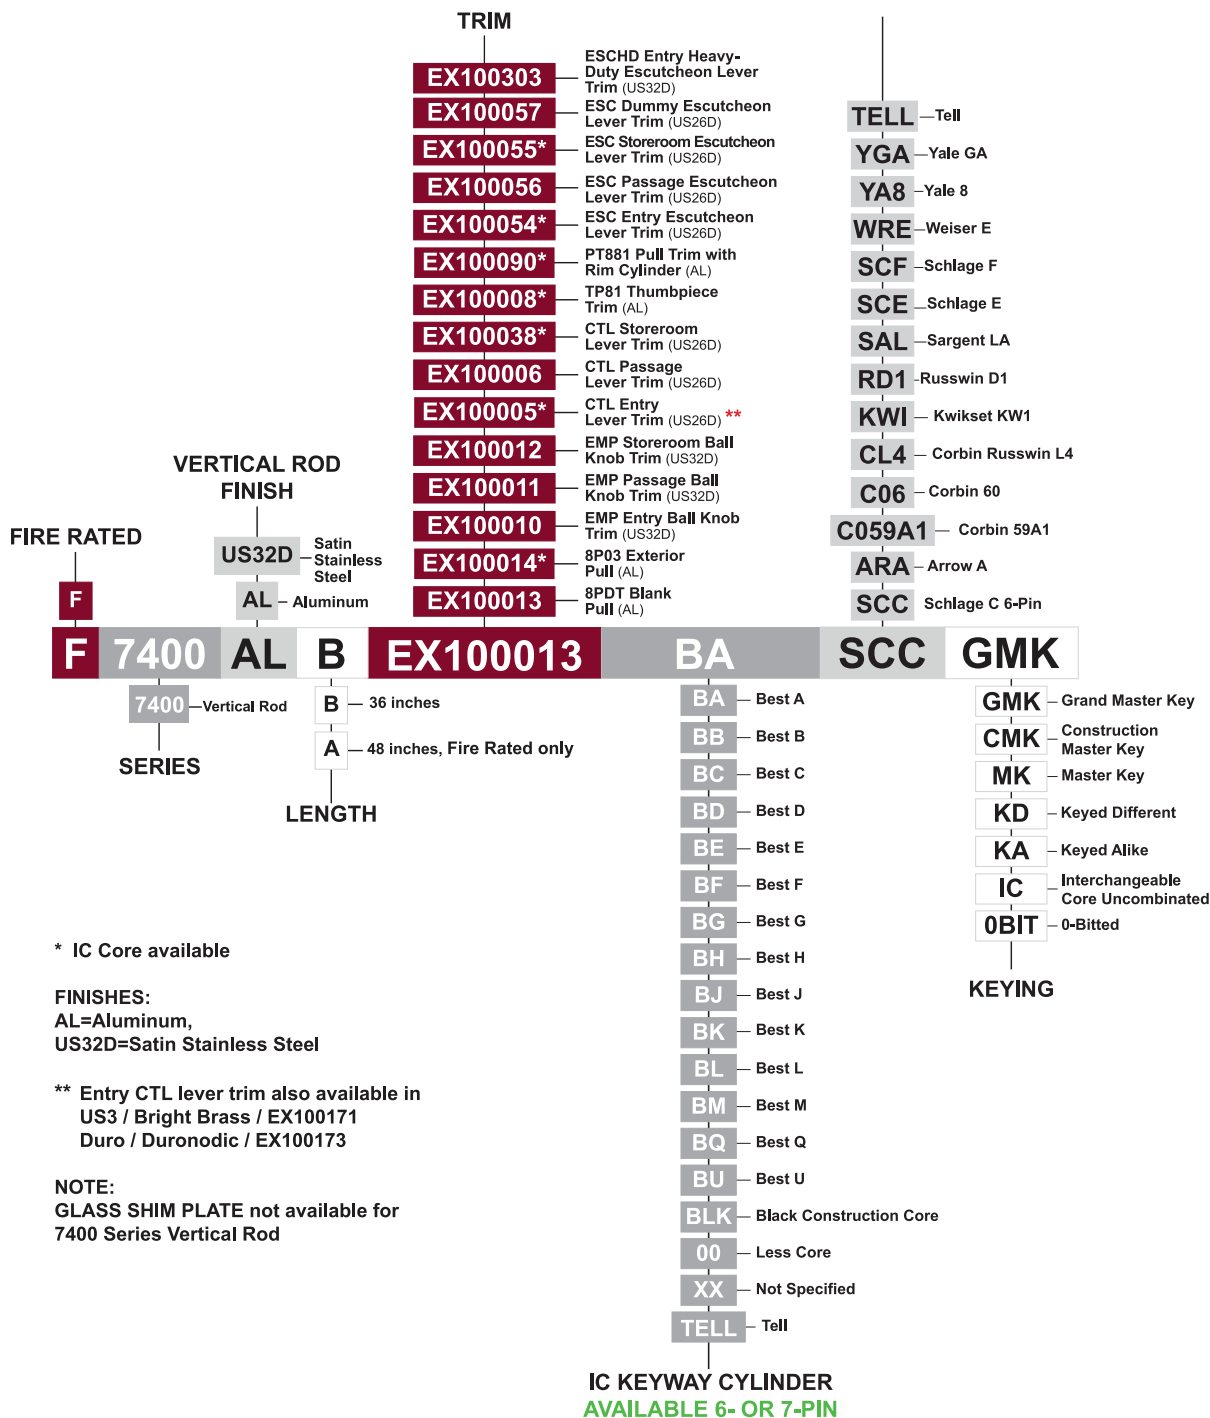 TRIM
EX100303
ESCHD Entry Heavy-
Duty Escutcheon Lever
Trim (US32D)
EX100057
ESC Dummy Escutcheon
Lever Trim (US26D)
EX100055*
ESC Storeroom Escutcheon
Lever Trim (US26D)
EX100056
ESC Passage Escutcheon
Lever Trim (US26D)
EX100054*
ESC Entry Escutcheon
Lever Trim (US26D)
EX100090*
PT881 Pull Trim with
Rim Cylinder (AL)
EX100008*
TP81 Thumbpiece
Trim (AL)
EX100038*
CTL Storeroom
Lever Trim (US26D)
EX100006
CTL Passage
Lever Trim (US26D)
EX100005*
CTL Entry
Lever Trim (US26D) **
EX100012
EMP Storeroom Ball
Knob Trim (US32D)
EX100011
EMP Passage Ball
Knob Trim (US32D)
EX100010
EMP Entry Ball Knob
Trim (US32D)
EX100014*
8P03 Exterior
Pull (AL)
EX100013
8PDT Blank
Pull (AL)
TELL Tell
YGA Yale GA
YA8 Yale 8
WRE Weiser E
SCF Schlage F
SCE Schlage E
SAL Sargent LA
RD1 Russwin D1
KWI Kwikset KW1
CL4 Corbin Russwin L4
C06 Corbin 60
C059A1 Corbin 59A1
ARA Arrow A
SCC Schlage C 6-Pin
VERTICAL ROD
FINISH
US32D
Satin
Stainless
Steel
AL Aluminum
FIRE RATED
F
F 7400 AL B EX100013 BA SCC GMK
7400 Vertical Rod
SERIES
B 36 inches
A 48 inches, Fire Rated only
LENGTH
BA Best A
BB Best B
BC Best C
BD Best D
BE Best E
BF Best F
BG Best G
BH Best H
BJ Best J
BK Best K
BL Best L
BM Best M
BQ Best Q
BU Best U
BLK Black Construction Core
00 Less Core
XX Not Specified
TELL Tell
IC KEYWAY CYLINDER
AVAILABLE 6- OR 7-PIN
GMK Grand Master Key
CMK Construction
Master Key
MK Master Key
KD Keyed Different
KA Keyed Alike
IC Interchangeable
Core Uncombinated
0BIT 0-Bitted
KEYING
* IC Core available
FINISHES:
AL=Aluminum,
US32D=Satin Stainless Steel
** Entry CTL lever trim also available in
US3 / Bright Brass / EX100171
Duro / Duronodic / EX100173
NOTE:
GLASS SHIM PLATE not available for
7400 Series Vertical Rod